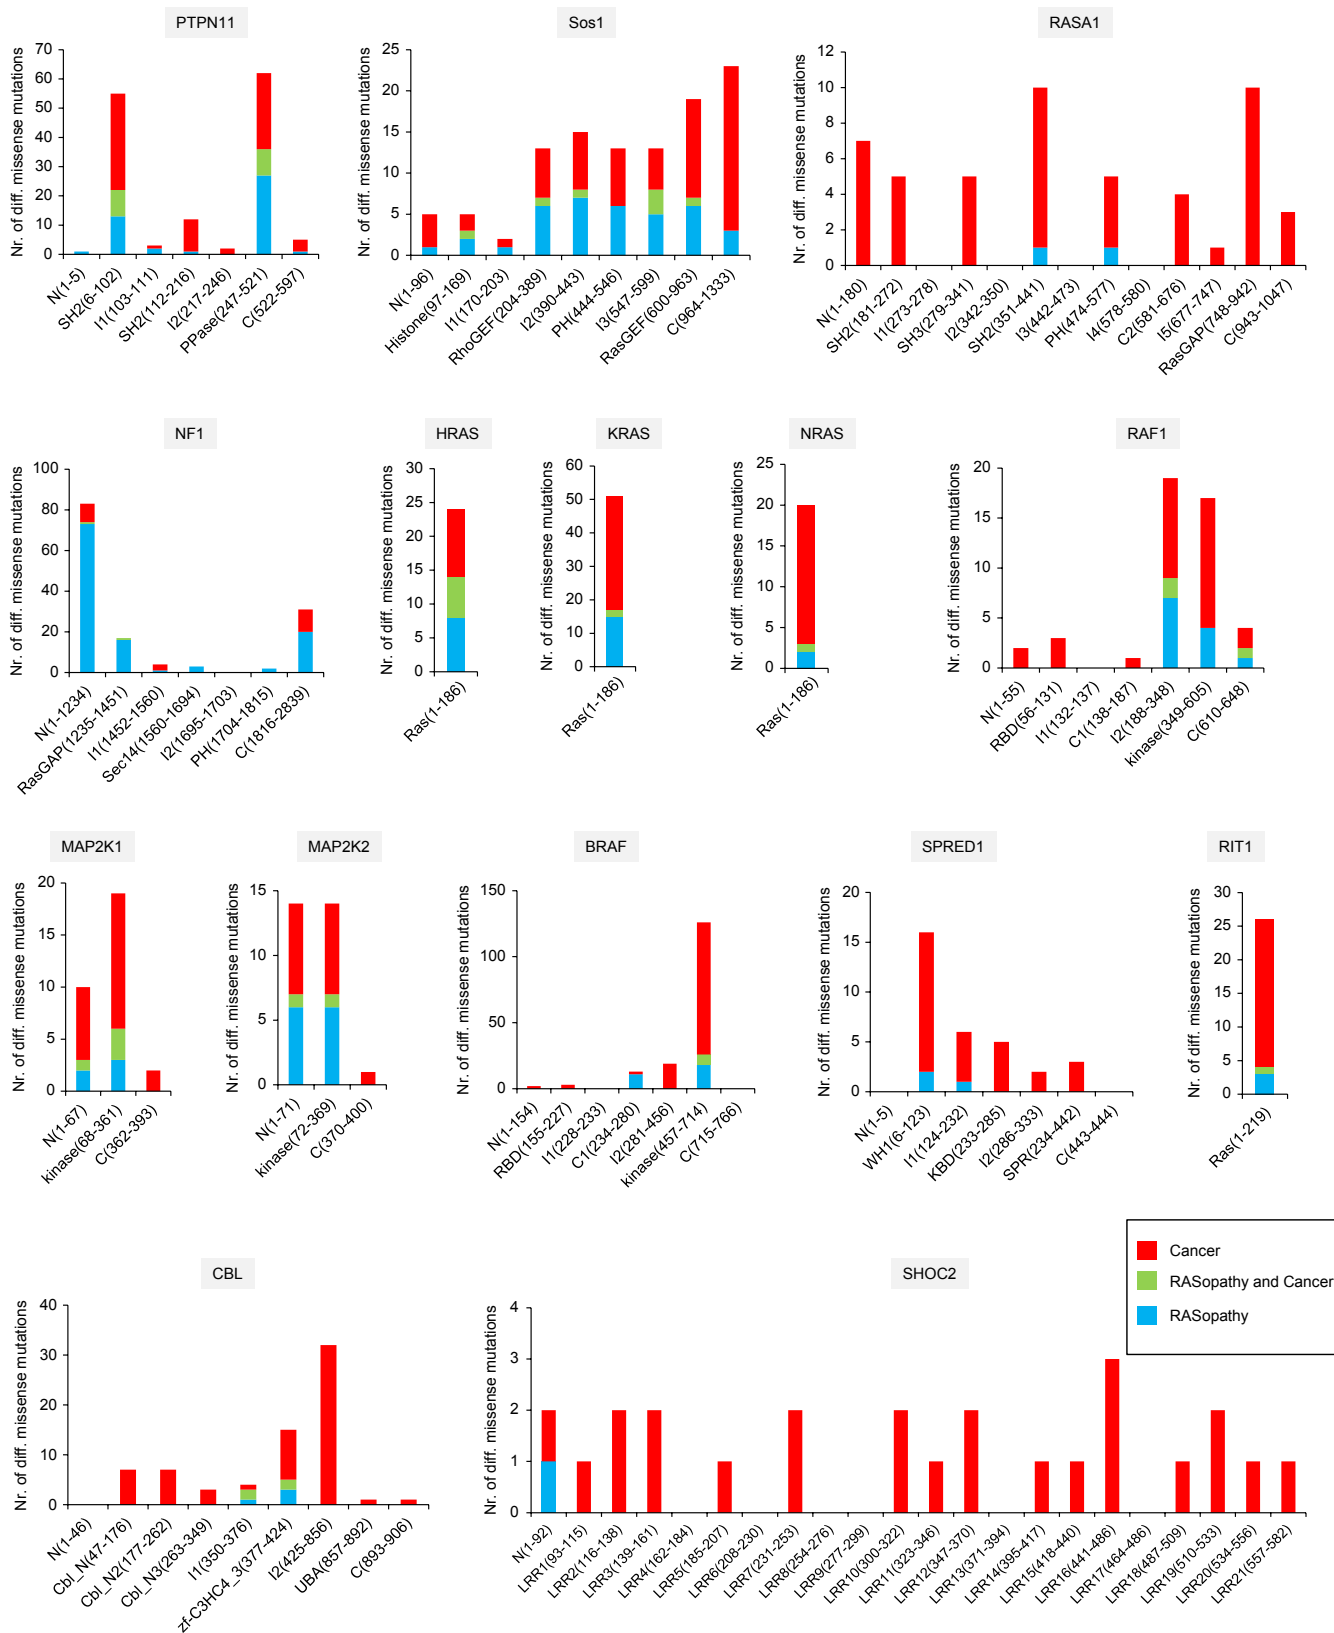 PTPN11
Nr. of diff. missense mutations
70
60
50
40
30
20
10
0
N(1-5)
SH2(6-102)
I1(103-111)
SH2(112-216)
I2(217-246)
PPase(247-521)
C(522-597)
Sos1
Nr. of diff. missense mutations
25
20
15
10
5
0
N(1-96)
Histone(97-169)
I1(170-203)
RhoGEF(204-389)
I2(390-443)
PH(444-546)
I3(547-599)
RasGEF(600-963)
C(964-1333)
RASA1
Nr. of diff. missense mutations
12
10
8
6
4
2
0
N(1-180)
SH2(181-272)
I1(273-278)
SH3(279-341)
I2(342-350)
SH2(351-441)
I3(442-473)
PH(474-577)
I4(578-580)
C2(581-676)
I5(677-747)
RasGAP(748-942)
C(943-1047)
NF1
Nr. of diff. missense mutations
100
80
60
40
20
0
N(1-1234)
RasGAP(1235-1451)
I1(1452-1560)
Sec14(1560-1694)
I2(1695-1703)
PH(1704-1815)
C(1816-2839)
HRAS
Nr. of diff. missense mutations
30
25
20
15
10
5
0
Ras(1-186)
KRAS
Nr. of diff. missense mutations
60
50
40
30
20
10
0
Ras(1-186)
NRAS
Nr. of diff. missense mutations
25
20
15
10
5
0
Ras(1-186)
RAF1
Nr. of diff. missense mutations
20
15
10
5
0
N(1-55)
RBD(56-131)
I1(132-137)
C1(138-187)
I2(188-348)
kinase(349-605)
C(610-648)
MAP2K1
Nr. of diff. missense mutations
20
15
10
5
0
N(1-67)
kinase(68-361)
C(362-393)
MAP2K2
Nr. of diff. missense mutations
15
10
5
0
N(1-71)
kinase(72-369)
C(370-400)
BRAF
Nr. of diff. missense mutations
150
100
50
0
N(1-154)
RBD(155-227)
I1(228-233)
C1(234-280)
I2(281-456)
kinase(457-714)
C(715-766)
SPRED1
Nr. of diff. missense mutations
20
15
10
5
0
N(1-5)
WH1(6-123)
I1(124-232)
KBD(233-285)
I2(286-333)
SPR(234-442)
C(443-444)
RIT1
Nr. of diff. missense mutations
30
25
20
15
10
5
0
Ras(1-219)
Cancer
RASopathy and Cancer
RASopathy
CBL
Nr. of diff. missense mutations
40
30
20
10
0
N(1-46)
Cbl_N(47-176)
Cbl_N2(177-262)
Cbl_N3(263-349)
I1(350-376)
zf-C3HC4_3(377-424)
I2(425-856)
UBA(857-892)
C(893-906)
SHOC2
Nr. of diff. missense mutations
4
3
2
1
0
N(1-92)
LRR1(93-115)
LRR2(116-138)
LRR3(139-161)
LRR4(162-184)
LRR5(185-207)
LRR6(208-230)
LRR7(231-253)
LRR8(254-276)
LRR9(277-299)
LRR10(300-322)
LRR11(323-346)
LRR12(347-370)
LRR13(371-394)
LRR14(395-417)
LRR15(418-440)
LRR16(441-486)
LRR17(464-486)
LRR18(487-509)
LRR19(510-533)
LRR20(534-556)
LRR21(557-582)